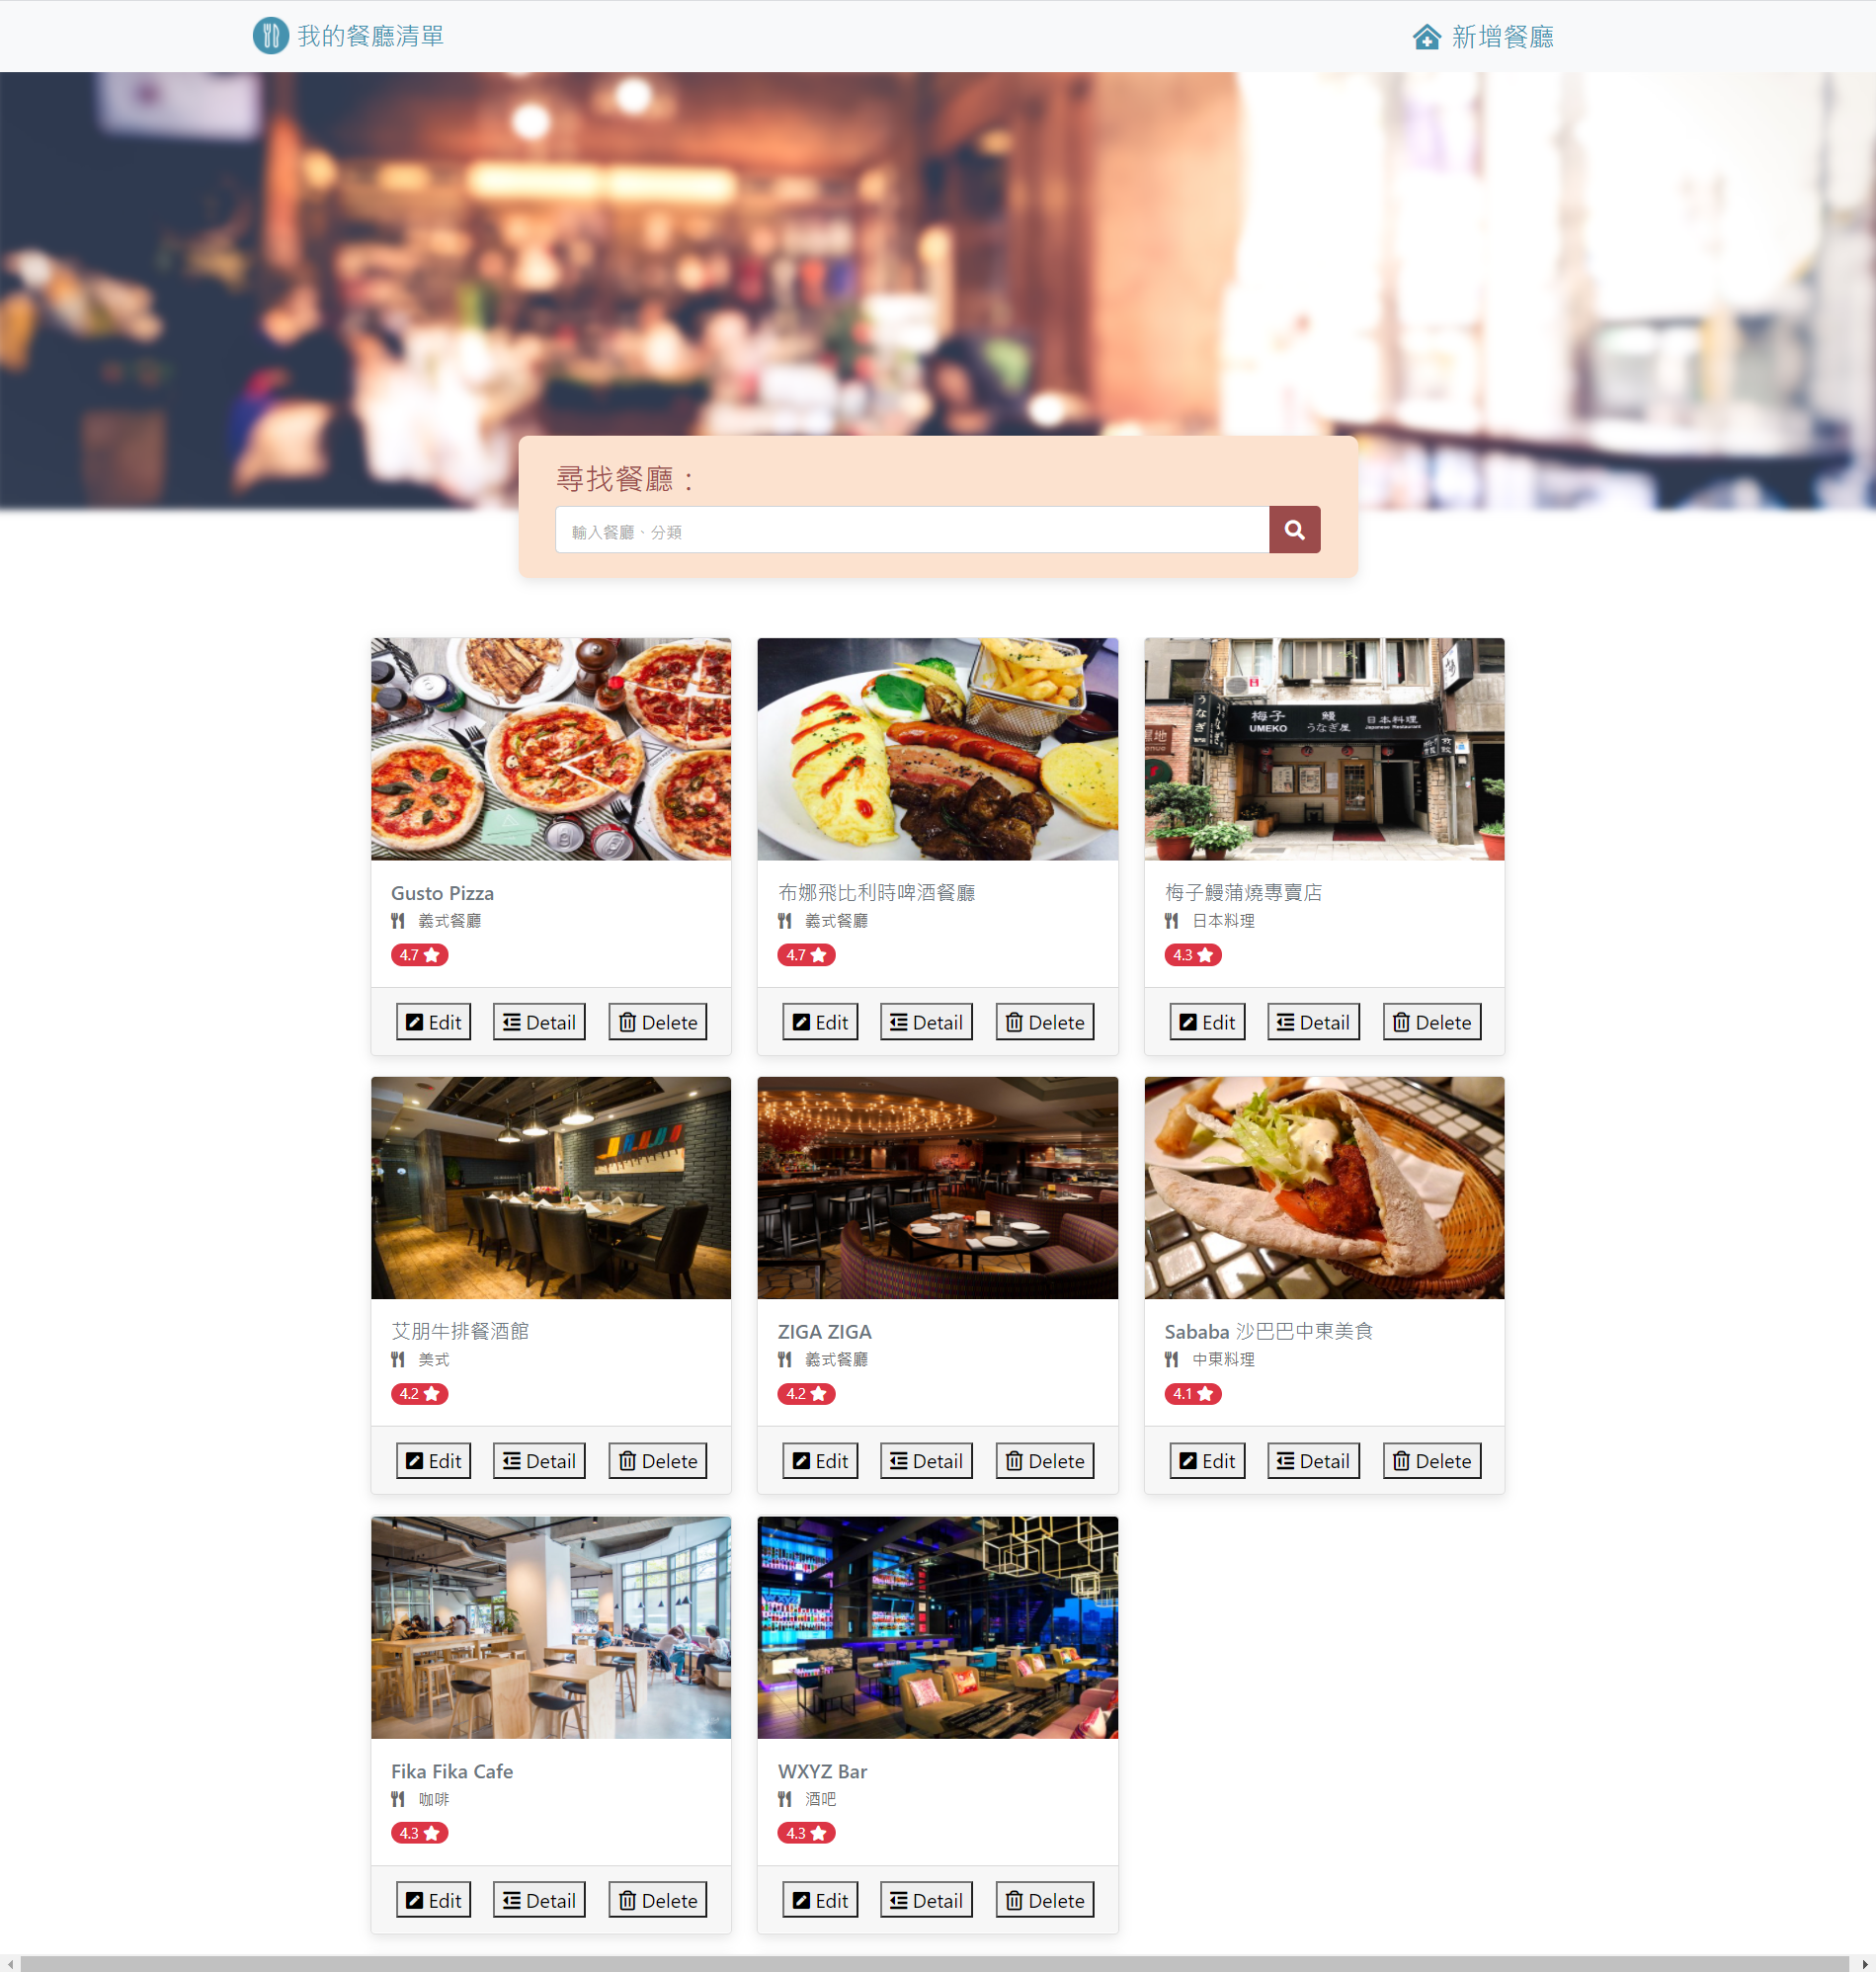 我的餐廳清單
新增餐廳
尋找餐廳：
輸入餐廳、分類
梅子 鰻 日本料理
UMEKO うなぎ屋 Japanese Restaurant
うなぎ
Gusto Pizza
義式餐廳
4.7
Edit Detail Delete
布娜飛比利時啤酒餐廳
義式餐廳
4.7
Edit Detail Delete
梅子鰻蒲燒專賣店
日本料理
4.3
Edit Detail Delete
艾朋牛排餐酒館
美式
4.2
Edit Detail Delete
ZIGA ZIGA
義式餐廳
4.2
Edit Detail Delete
Sababa 沙巴巴中東美食
中東料理
4.1
Edit Detail Delete
Fika Fika Cafe
咖啡
4.3
Edit Detail Delete
WXYZ Bar
酒吧
4.3
Edit Detail Delete